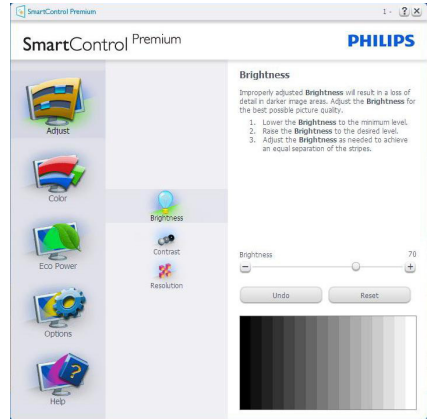 SmartControl Premium
SmartControl Premium
PHILIPS
Adjust
Color
Eco Power
Options
Help
Brightness
Contrast
Resolution
Brightness
Improperly adjusted Brightness will result in a loss of
detail in darker image areas. Adjust the Brightness for
the best possible picture quality.
1. Lower the Brightness to the minimum level.
2. Raise the Brightness to the desired level.
3. Adjust the Brightness as needed to achieve
an equal separation of the stripes.
Brightness 70
Undo Reset